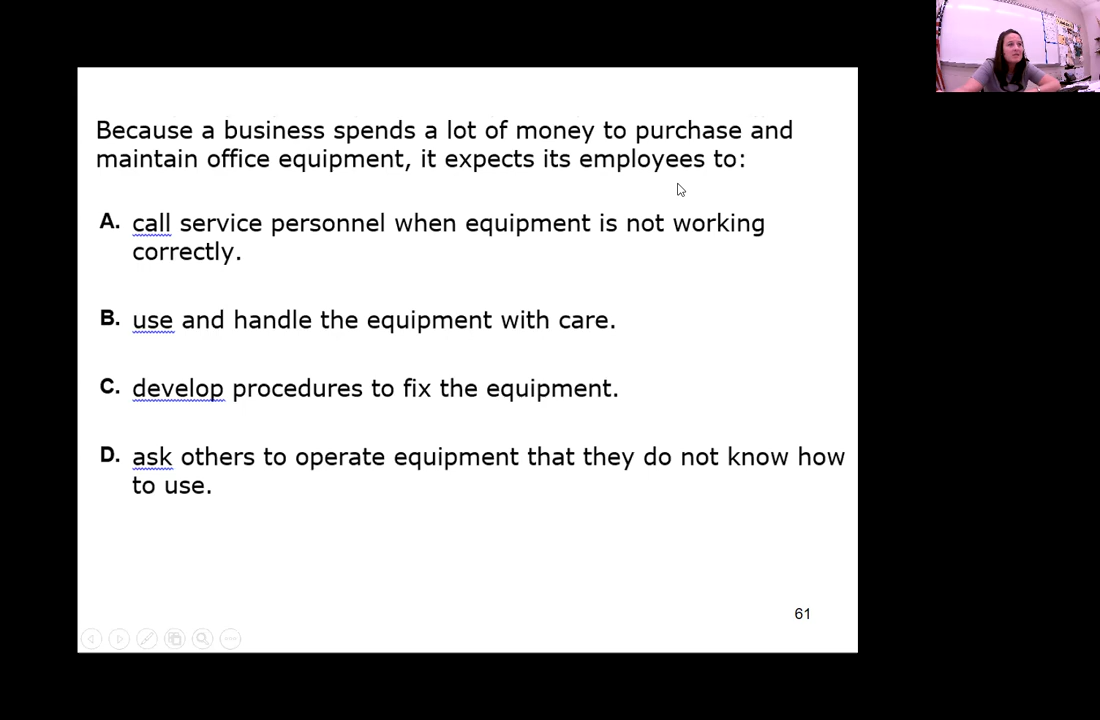 Because a business spends a lot of money to purchase and
maintain office equipment, it expects its employees to:
A. call service personnel when equipment is not working
correctly.
B. use and handle the equipment with care.
C. develop procedures to fix the equipment.
D. ask others to operate equipment that they do not know how
to use.
61